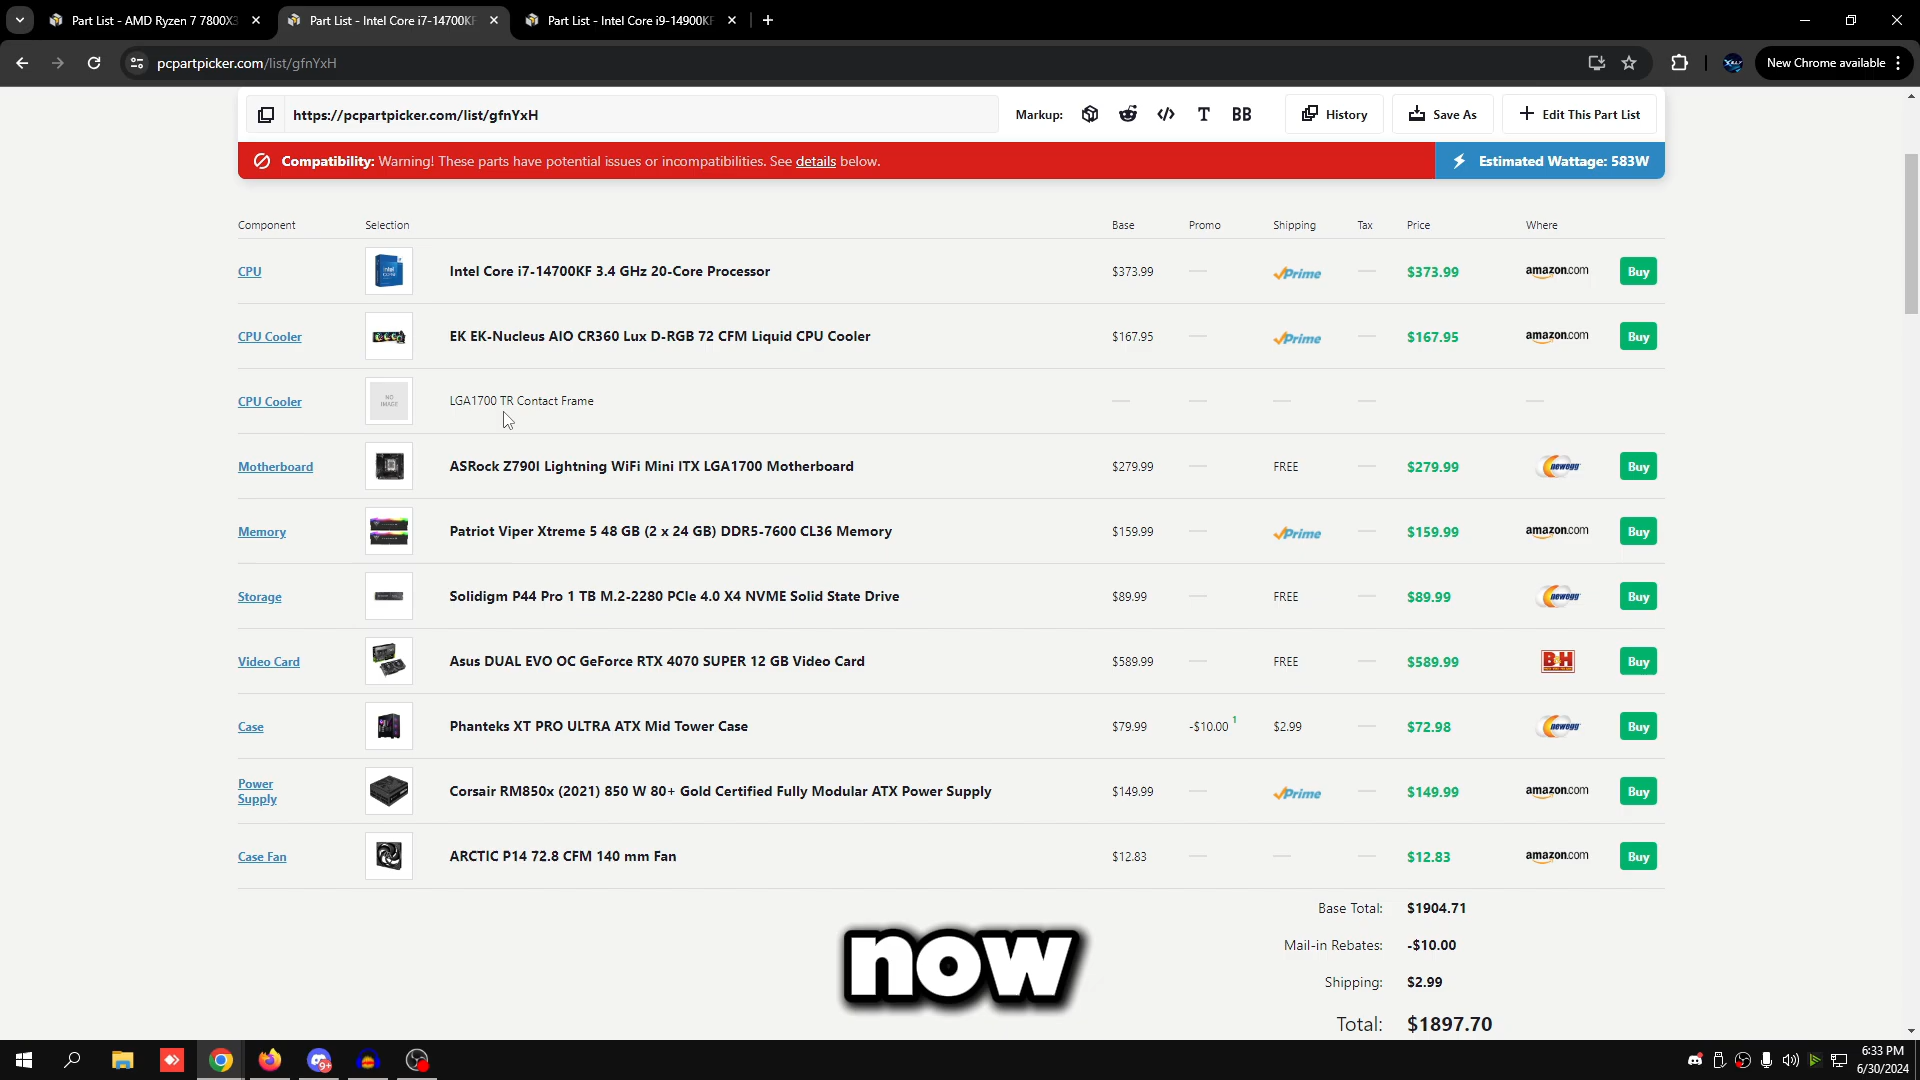 Part List - AMD Ryzen 7 7800X3
Part List - Intel Core i7-14700KF
Part List - Intel Core i9-14900KF
pcpartpicker.com/list/gfnYxH
New Chrome available
https://pcpartpicker.com/list/gfnYxH
Markup:
T
BB
History
Save As
Edit This Part List
Compatibility: Warning! These parts have potential issues or incompatibilities. See details below.
Estimated Wattage: 583W
Component Selection Base Promo Shipping Tax Price Where
CPU Intel Core i7-14700KF 3.4 GHz 20-Core Processor $373.99 — Prime — $373.99 amazon.com Buy
CPU Cooler EK EK-Nucleus AIO CR360 Lux D-RGB 72 CFM Liquid CPU Cooler $167.95 — Prime — $167.95 amazon.com Buy
CPU Cooler NO IMAGE LGA1700 TR Contact Frame — — — — —
Motherboard ASRock Z790I Lightning WiFi Mini ITX LGA1700 Motherboard $279.99 — FREE — $279.99 newegg Buy
Memory Patriot Viper Xtreme 5 48 GB (2 x 24 GB) DDR5-7600 CL36 Memory $159.99 — Prime — $159.99 amazon.com Buy
Storage Solidigm P44 Pro 1 TB M.2-2280 PCIe 4.0 X4 NVME Solid State Drive $89.99 — FREE — $89.99 newegg Buy
Video Card Asus DUAL EVO OC GeForce RTX 4070 SUPER 12 GB Video Card $589.99 — FREE — $589.99 B&H Buy
Case Phanteks XT PRO ULTRA ATX Mid Tower Case $79.99 -$10.00 1 $2.99 — $72.98 newegg Buy
Power Supply Corsair RM850x (2021) 850 W 80+ Gold Certified Fully Modular ATX Power Supply $149.99 — Prime — $149.99 amazon.com Buy
Case Fan ARCTIC P14 72.8 CFM 140 mm Fan $12.83 — — — $12.83 amazon.com Buy
Base Total: $1904.71
Mail-in Rebates: -$10.00
Shipping: $2.99
Total: $1897.70
now
9+
6:33 PM
6/30/2024